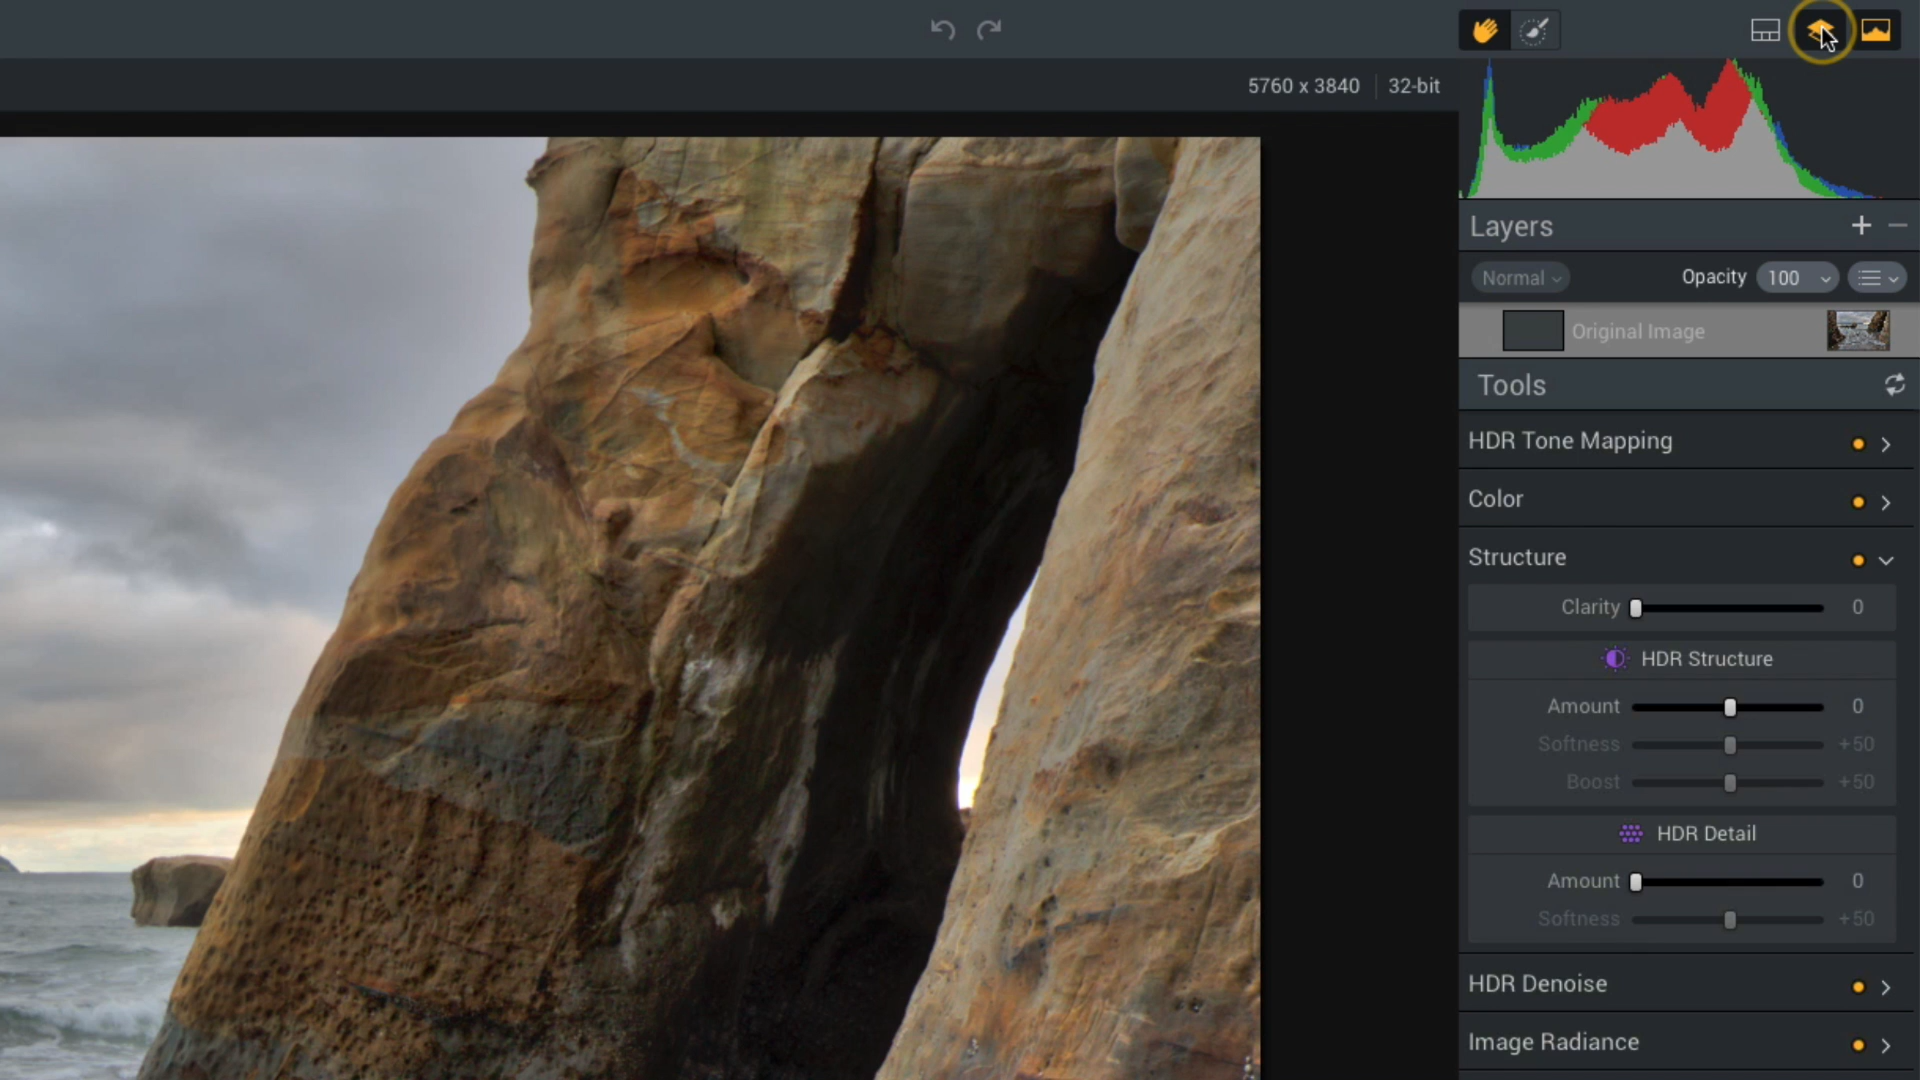 5760 x 3840 32-bit
Layers
Normal Opacity 100
Original Image
Tools
HDR Tone Mapping
Color
Structure
Clarity 0
HDR Structure
Amount 0
Softness +50
Boost +50
HDR Detail
Amount 0
Softness +50
HDR Denoise
Image Radiance